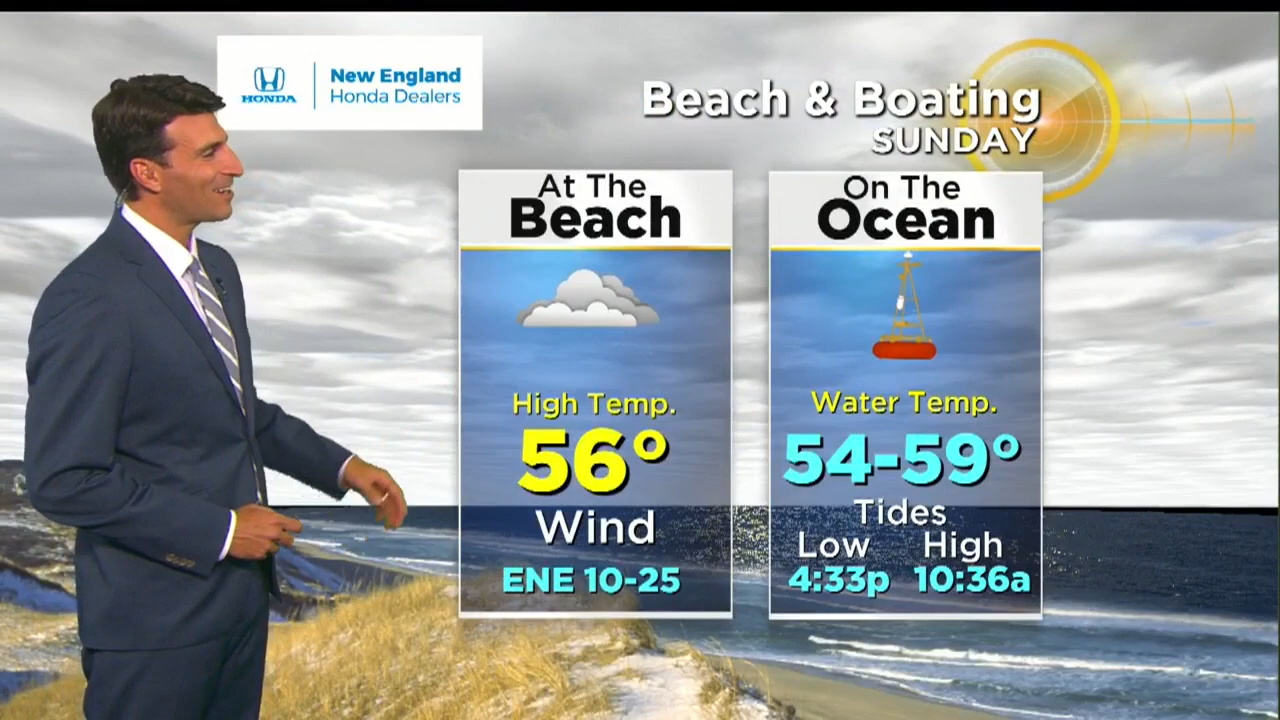 HONDA
New England
Honda Dealers
Beach & Boating
SUNDAY
At The
Beach
High Temp.
56°
Wind
ENE 10-25
On The
Ocean
Water Temp.
54-59°
Tides
Low High
4:33p 10:36a